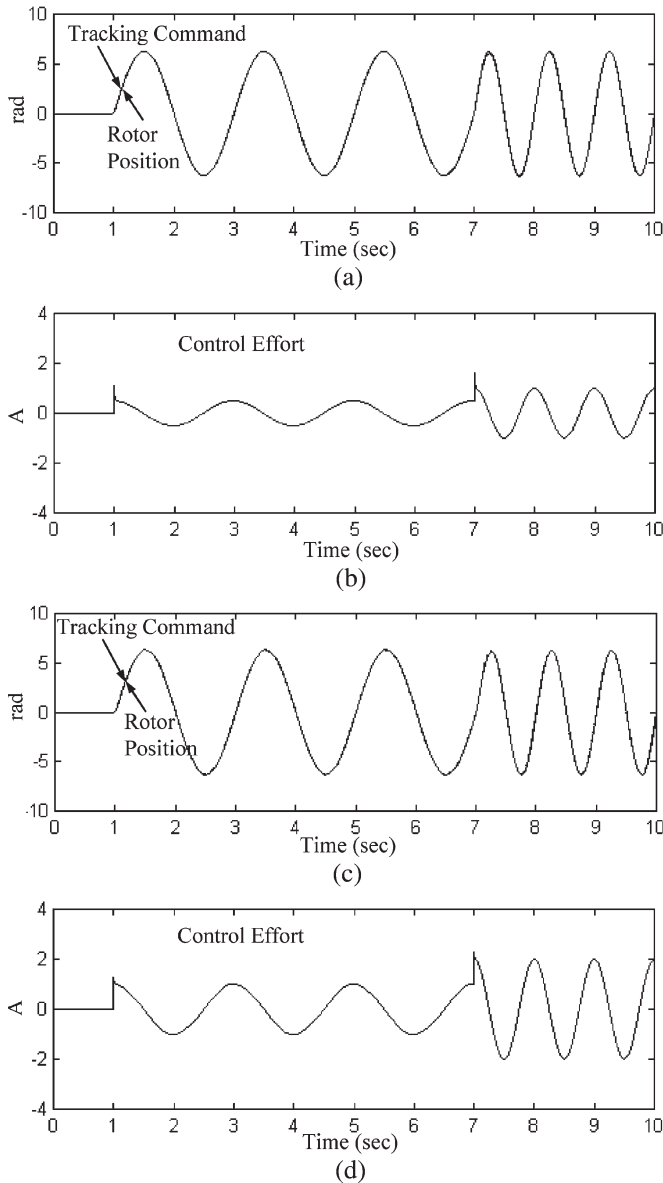 10
Tracking Command
5
rad
0
Rotor
Position
-5
-10
0 1 2 3 4 5 6 7 8 9 10
Time (sec)
(a)
4
Control Effort
2
A
0
-2
-4
0 1 2 3 4 5 6 7 8 9 10
Time (sec)
(b)
10
Tracking Command
5
rad
0
Rotor
Position
-5
-10
0 1 2 3 4 5 6 7 8 9 10
Time (sec)
(c)
4
Control Effort
2
A
0
-2
-4
0 1 2 3 4 5 6 7 8 9 10
Time (sec)
(d)